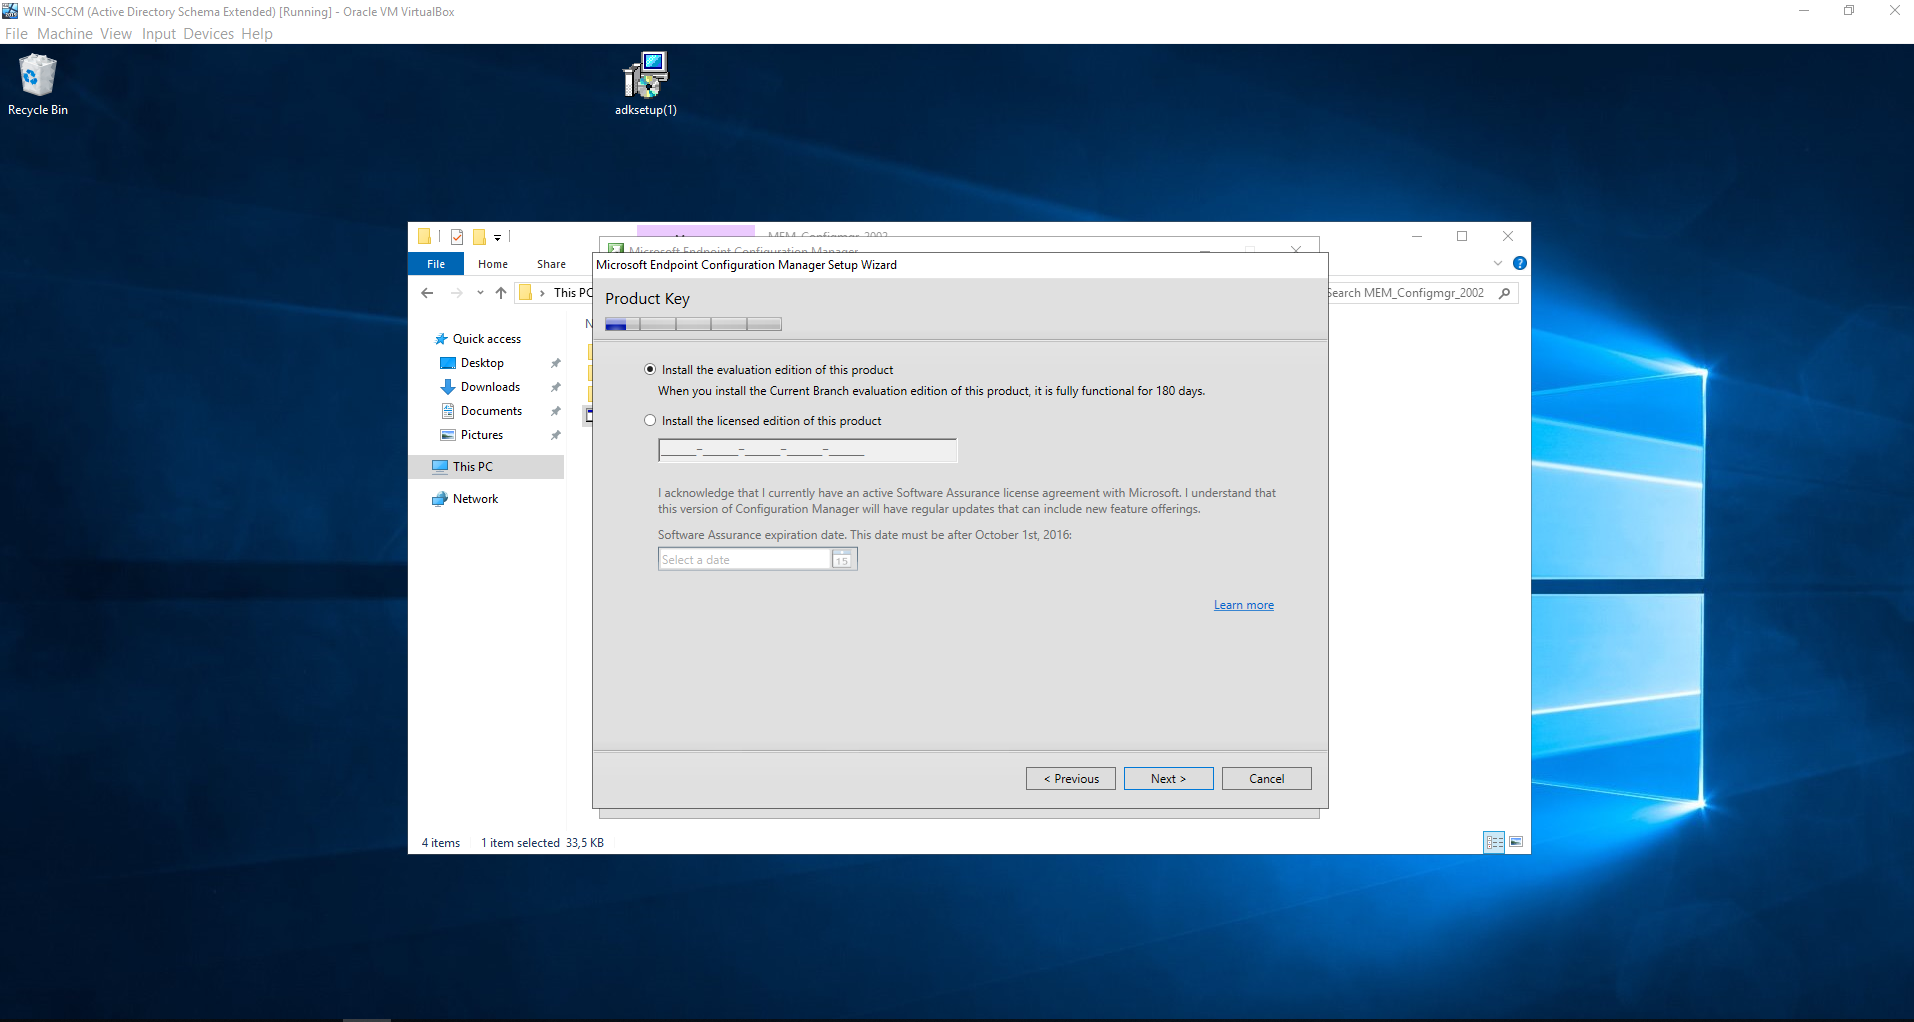 WIN-SCCM (Active Directory Schema Extended) [Running] - Oracle VM VirtualBox
File Machine View Input Devices Help
Recycle Bin
adksetup(1)
MEM_Configmgr_2002
Microsoft Endpoint Configuration Manager
File Home Share
Microsoft Endpoint Configuration Manager Setup Wizard
This PC
Search MEM_Configmgr_2002
Product Key
N
Quick access
Desktop
Downloads
Documents
Pictures
This PC
Network
Install the evaluation edition of this product
When you install the Current Branch evaluation edition of this product, it is fully functional for 180 days.
Install the licensed edition of this product
_____-_____-_____-_____-_____
I acknowledge that I currently have an active Software Assurance license agreement with Microsoft. I understand that
this version of Configuration Manager will have regular updates that can include new feature offerings.
Software Assurance expiration date. This date must be after October 1st, 2016:
Select a date 15
Learn more
< Previous Next > Cancel
4 items 1 item selected 33,5 KB